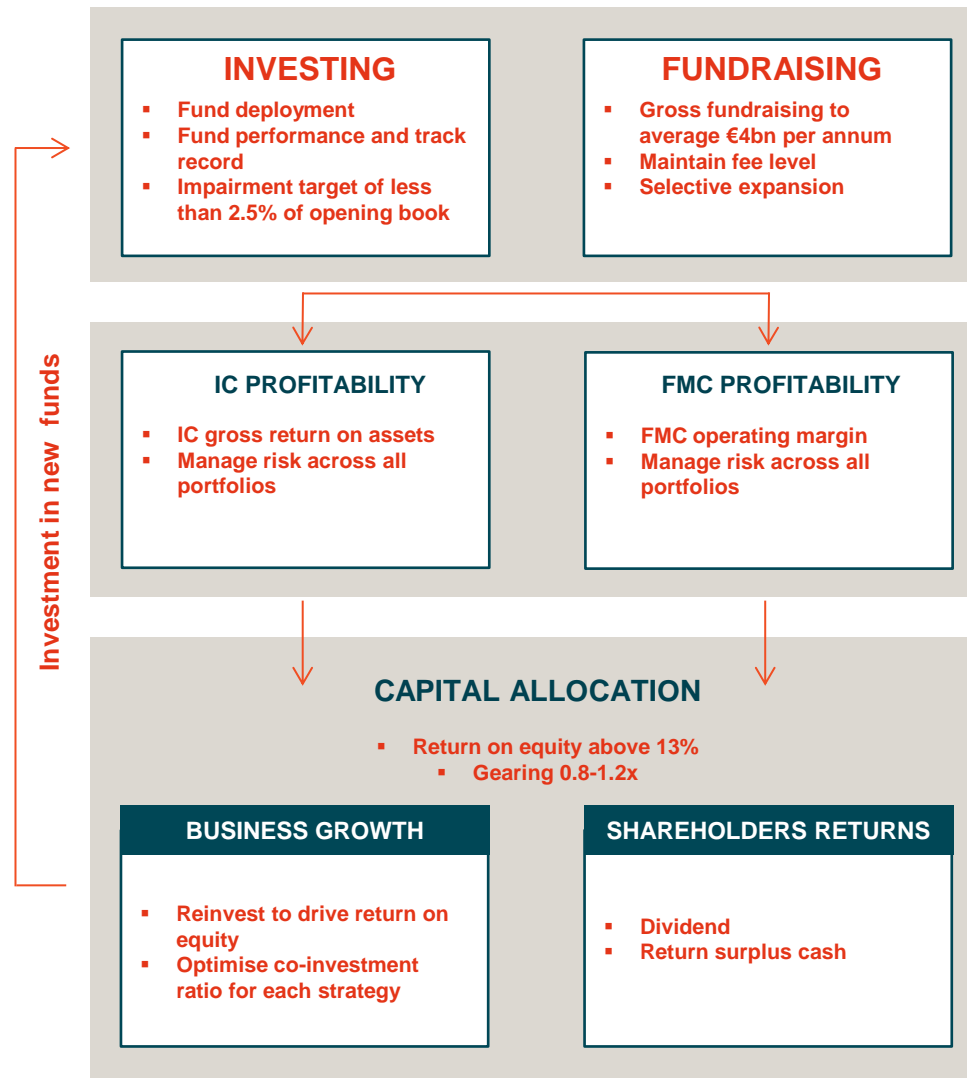 INVESTING
▪ Fund deployment
▪ Fund performance and track
record
▪ Impairment target of less
than 2.5% of opening book
FUNDRAISING
▪ Gross fundraising to
average €4bn per annum
▪ Maintain fee level
▪ Selective expansion
Investment in new funds
IC PROFITABILITY
▪ IC gross return on assets
▪ Manage risk across all
portfolios
FMC PROFITABILITY
▪ FMC operating margin
▪ Manage risk across all
portfolios
CAPITAL ALLOCATION
▪ Return on equity above 13%
▪ Gearing 0.8-1.2x
BUSINESS GROWTH
▪ Reinvest to drive return on
equity
▪ Optimise co-investment
ratio for each strategy
SHAREHOLDERS RETURNS
▪ Dividend
▪ Return surplus cash